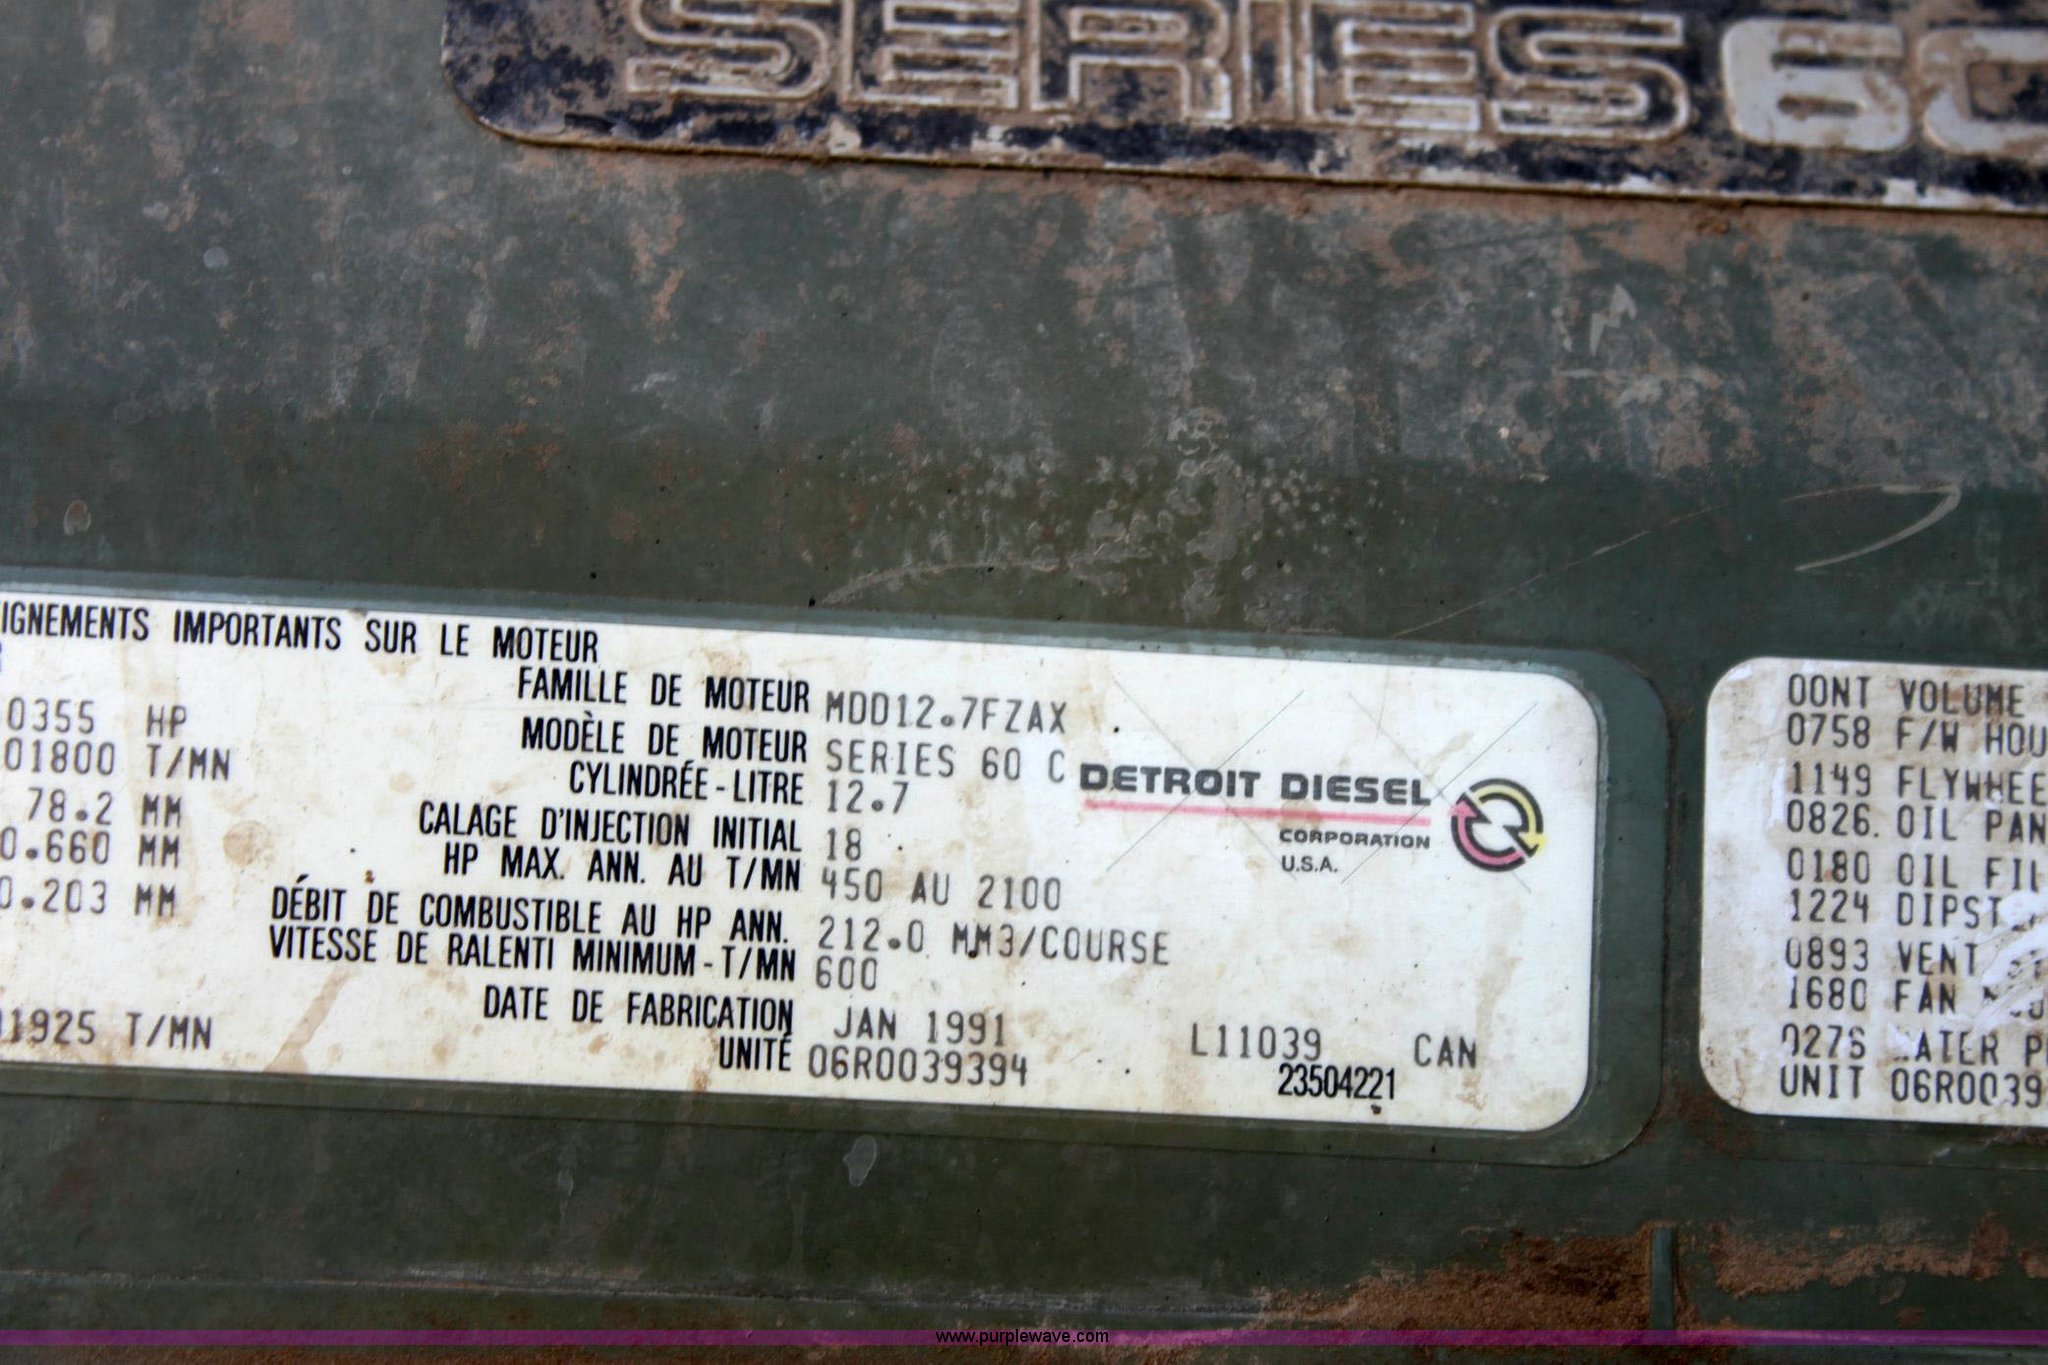 SERIES 60
IGNEMENTS IMPORTANTS SUR LE MOTEUR
0355 HP
01800 T/MN
78.2 MM
0.660 MM
0.203 MM
1925 T/MN
FAMILLE DE MOTEUR MDD12.7FZAX
MODÈLE DE MOTEUR SERIES 60 C
CYLINDRÉE-LITRE 12.7
CALAGE D'INJECTION INITIAL 18
HP MAX. ANN. AU T/MN 450 AU 2100
DÉBIT DE COMBUSTIBLE AU HP ANN. 212.0 MM3/COURSE
VITESSE DE RALENTI MINIMUM-T/MN 600
DATE DE FABRICATION JAN 1991
UNITÉ 06R0039394
DETROIT DIESEL
CORPORATION
U.S.A.
L11039 CAN
23504221
00NT VOLUME
0758 F/W HOU
1149 FLYWHEE
0826 OIL PAN
0180 OIL FIL
1224 DIPST
0893 VENT
1680 FAN
0276 WATER P
UNIT 06R0039
www.purplewave.com